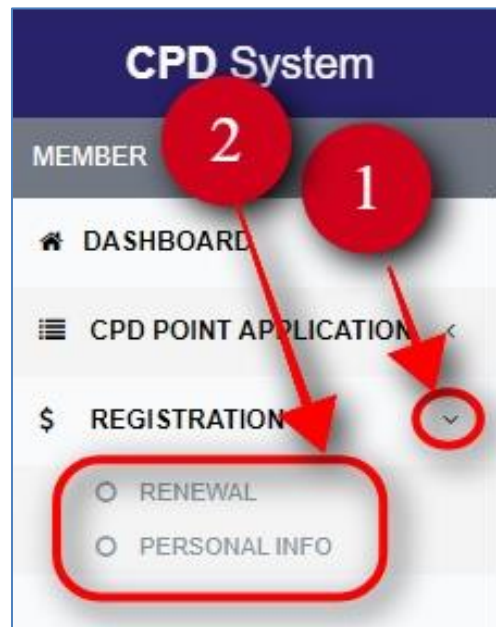 CPD System
MEMBER
2
1
DASHBOARD
CPD POINT APPLICATION
$ REGISTRATION
RENEWAL
PERSONAL INFO